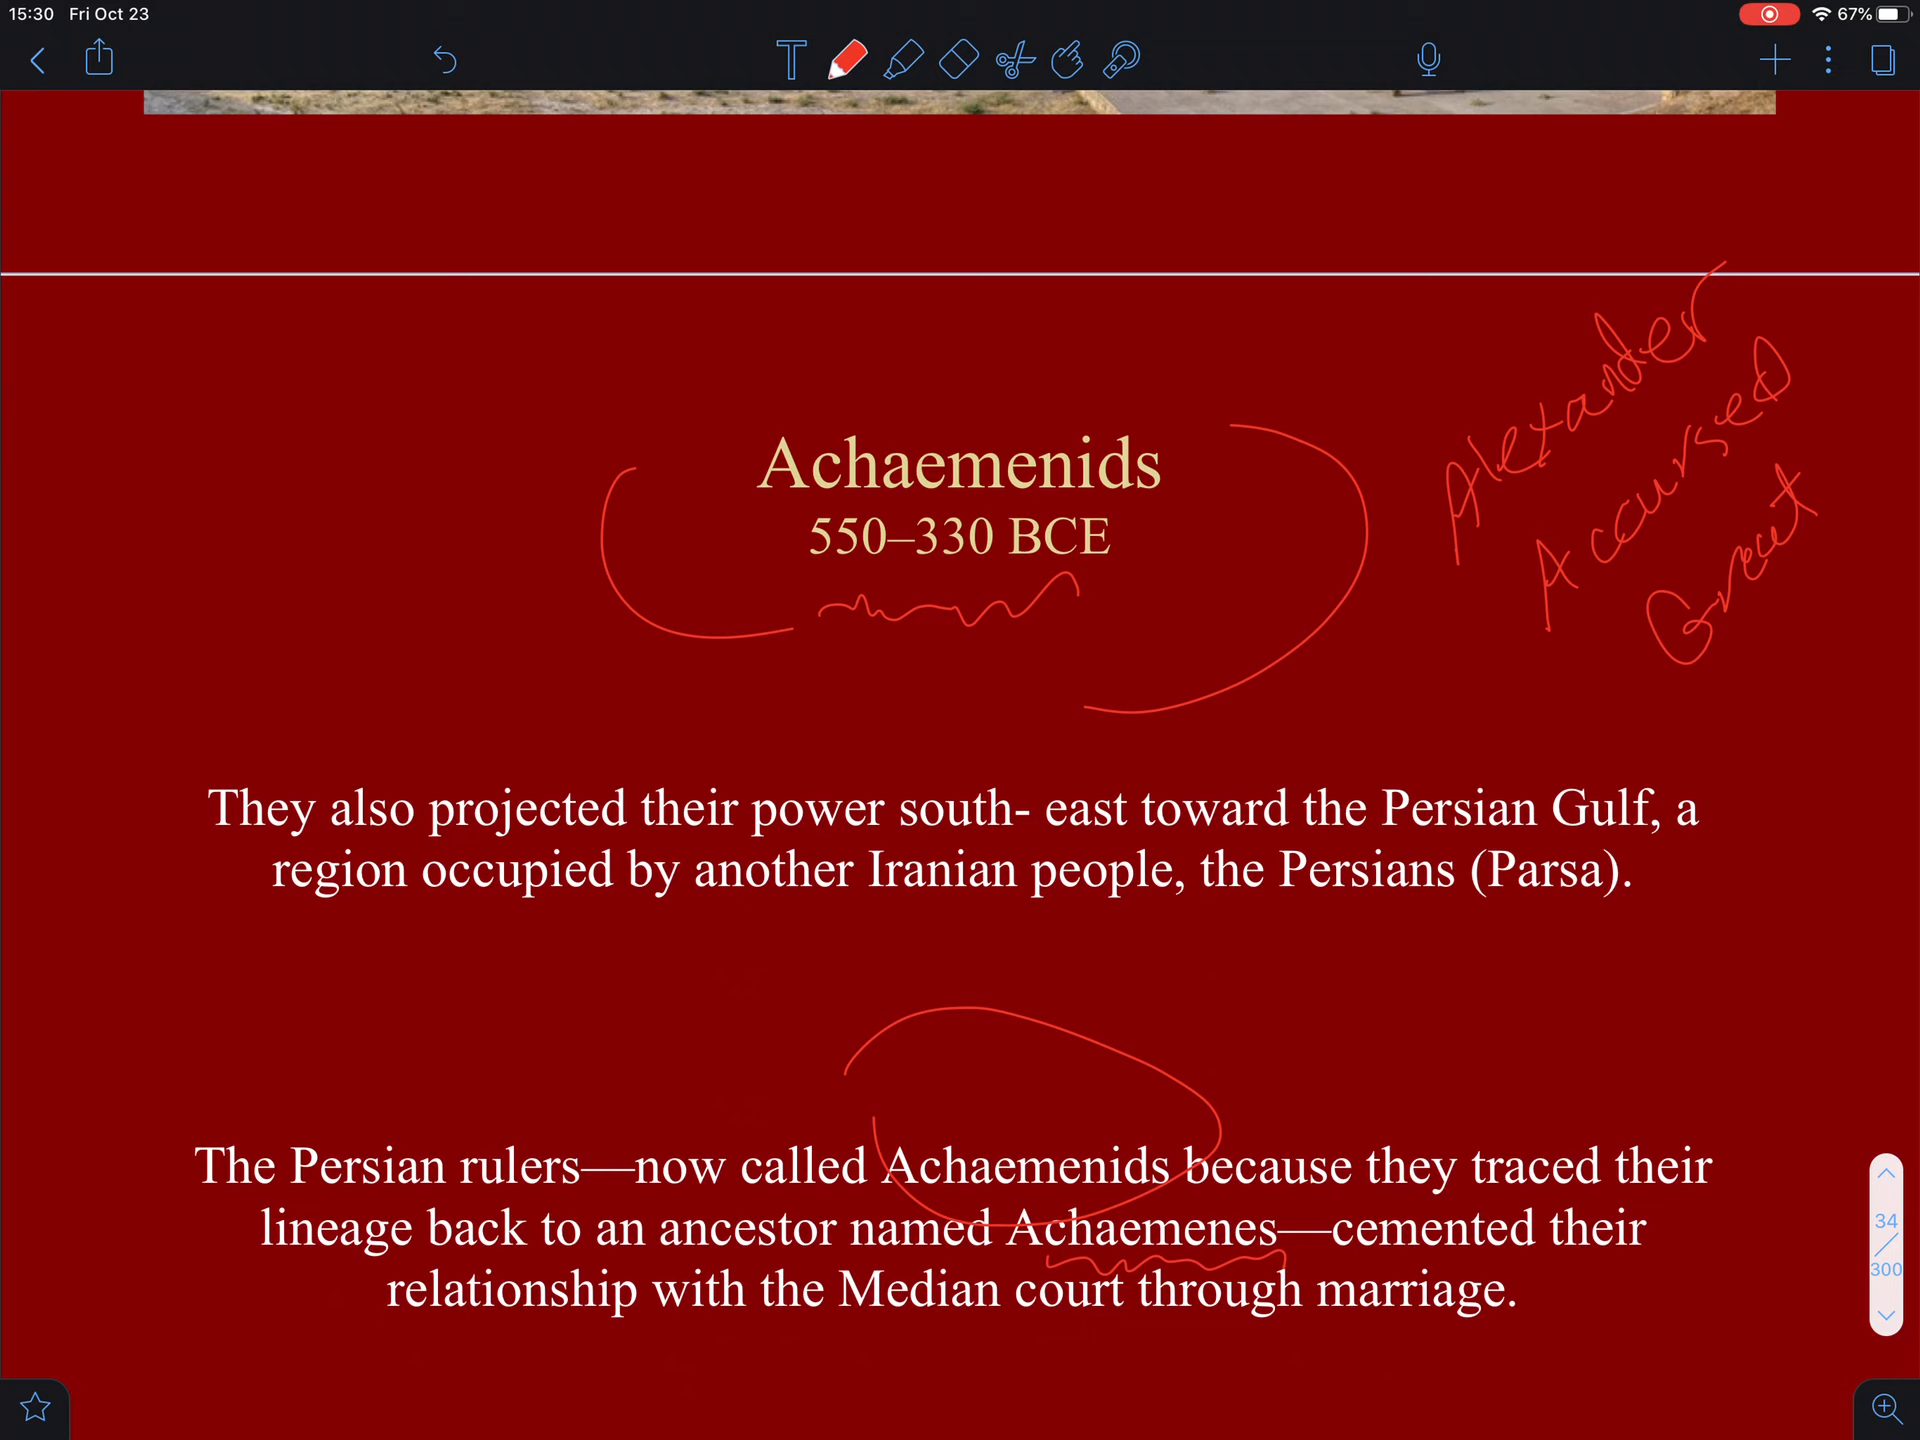 15:30 Fri Oct 23
67%
Achaemenids
550–330 BCE
Alexander
Accursed
Great
They also projected their power south- east toward the Persian Gulf, a
region occupied by another Iranian people, the Persians (Parsa).
The Persian rulers—now called Achaemenids because they traced their
lineage back to an ancestor named Achaemenes—cemented their
relationship with the Median court through marriage.
34
/
300